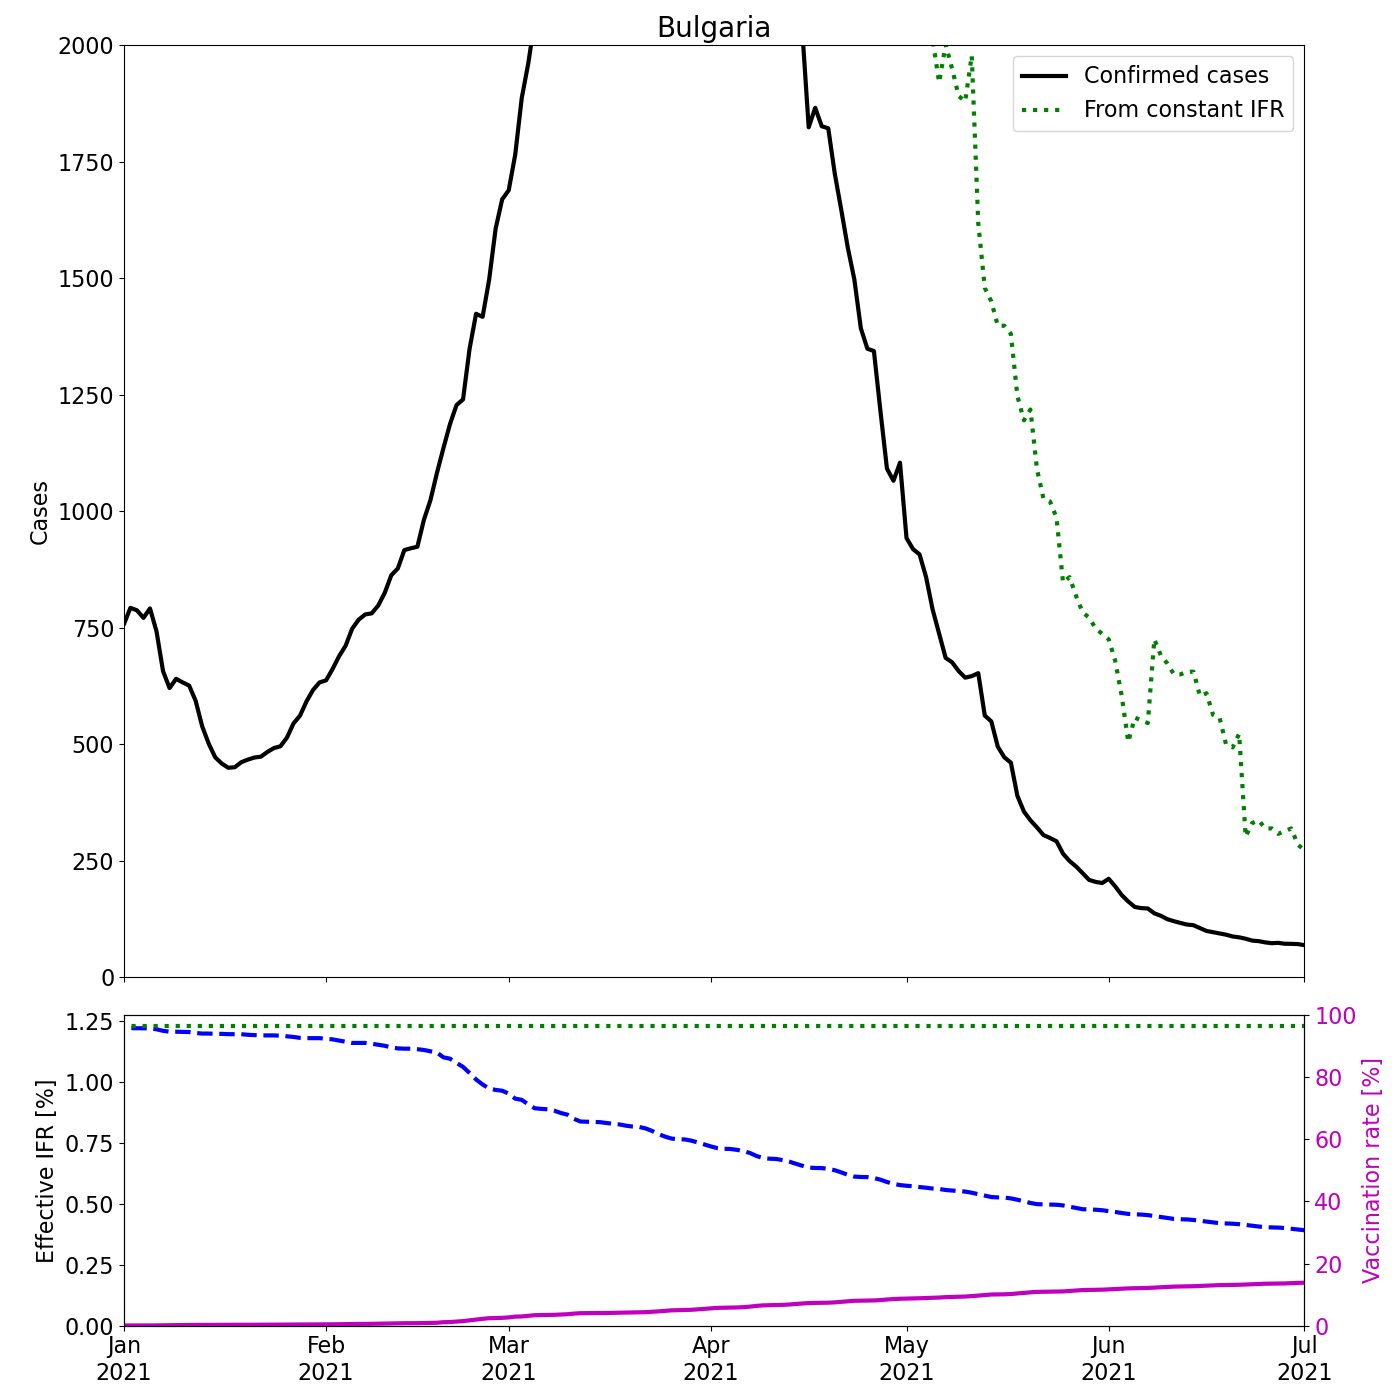 Bulgaria
Confirmed cases
From constant IFR
Cases
2000
1750
1500
1250
1000
750
500
250
0
Effective IFR [%]
1.25
1.00
0.75
0.50
0.25
0.00
100
80
60
40
20
0
Vaccination rate [%]
Jan Feb Mar Apr May Jun Jul
2021 2021 2021 2021 2021 2021 2021